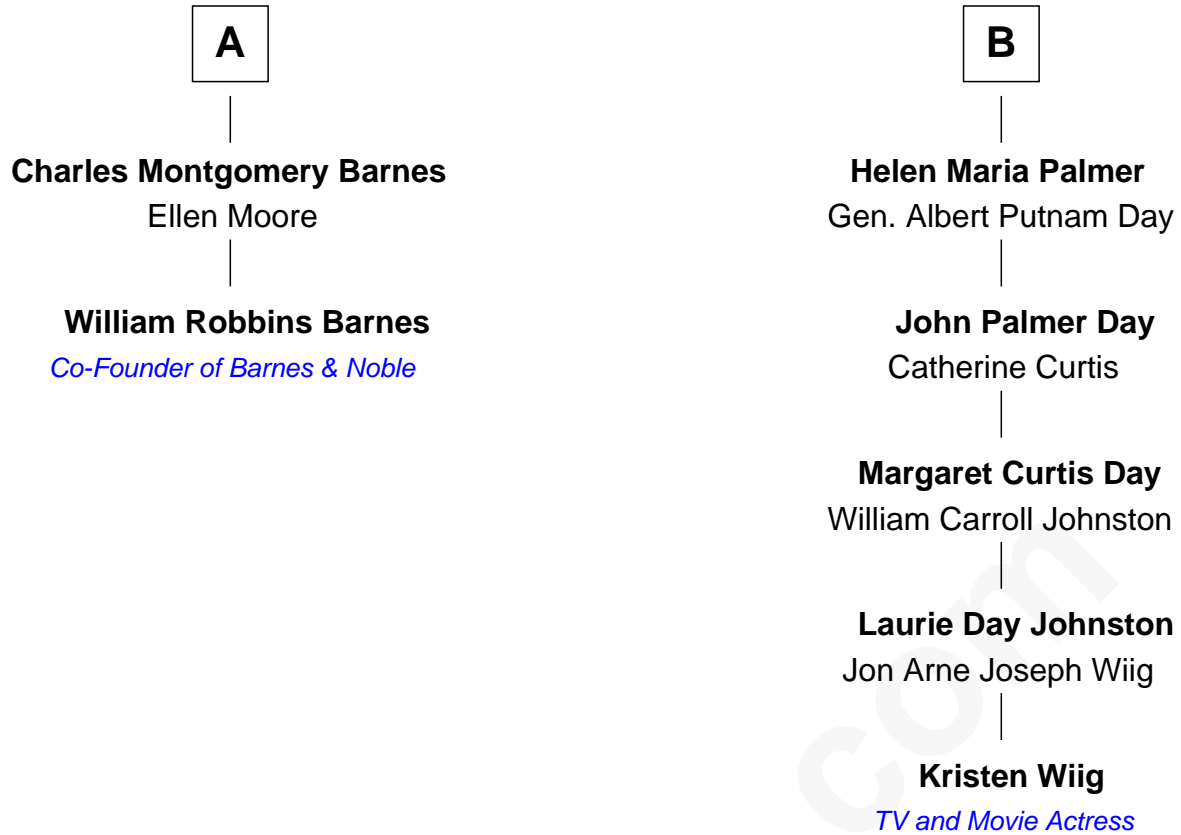 A
Charles Montgomery Barnes
Ellen Moore
William Robbins Barnes
Co-Founder of Barnes & Noble
B
Helen Maria Palmer
Gen. Albert Putnam Day
John Palmer Day
Catherine Curtis
Margaret Curtis Day
William Carroll Johnston
Laurie Day Johnston
Jon Arne Joseph Wiig
Kristen Wiig
TV and Movie Actress
com